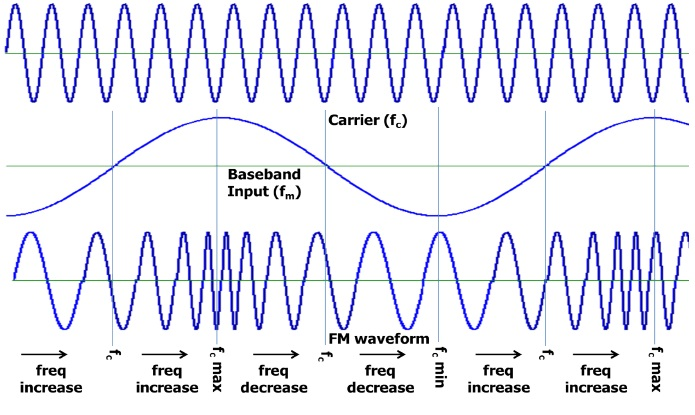 Carrier (fc)
Baseband
Input (fm)
FM waveform
freq
increase
fc
freq
increase
fc max
freq
decrease
fc
freq
decrease
fc min
freq
increase
fc
freq
increase
fc max